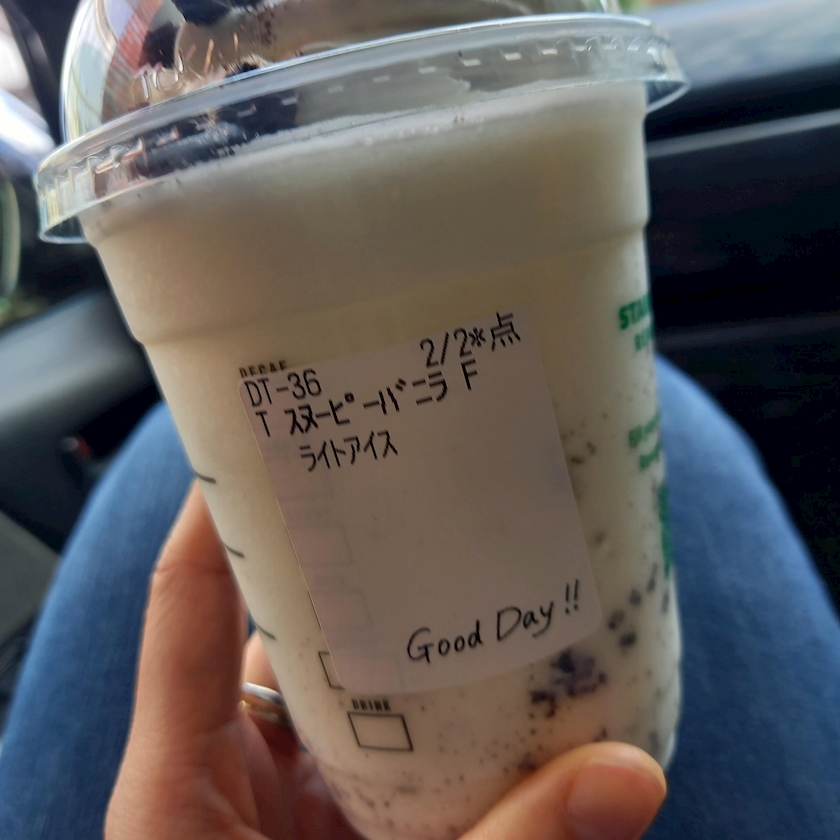 DECAF
DT-36 2/2*点
T スヌーピーバニラ F
ライトアイス
Good Day!!
DRINK